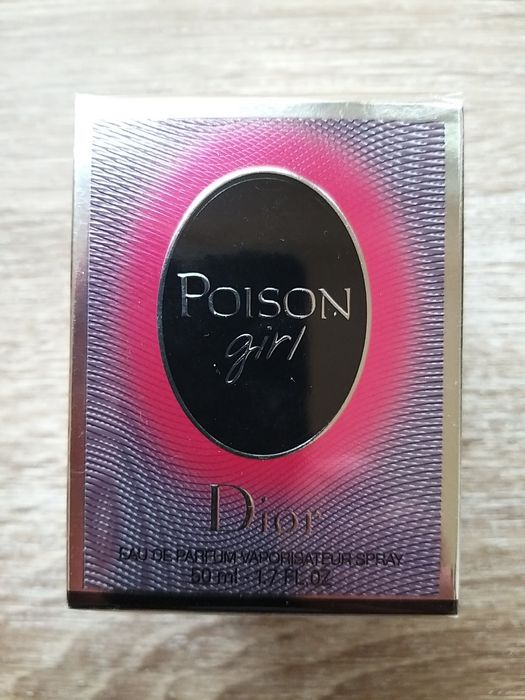 POISON
girl
Dior
EAU DE PARFUM VAPORISATEUR SPRAY
50 ml - 1.7 FL.OZ